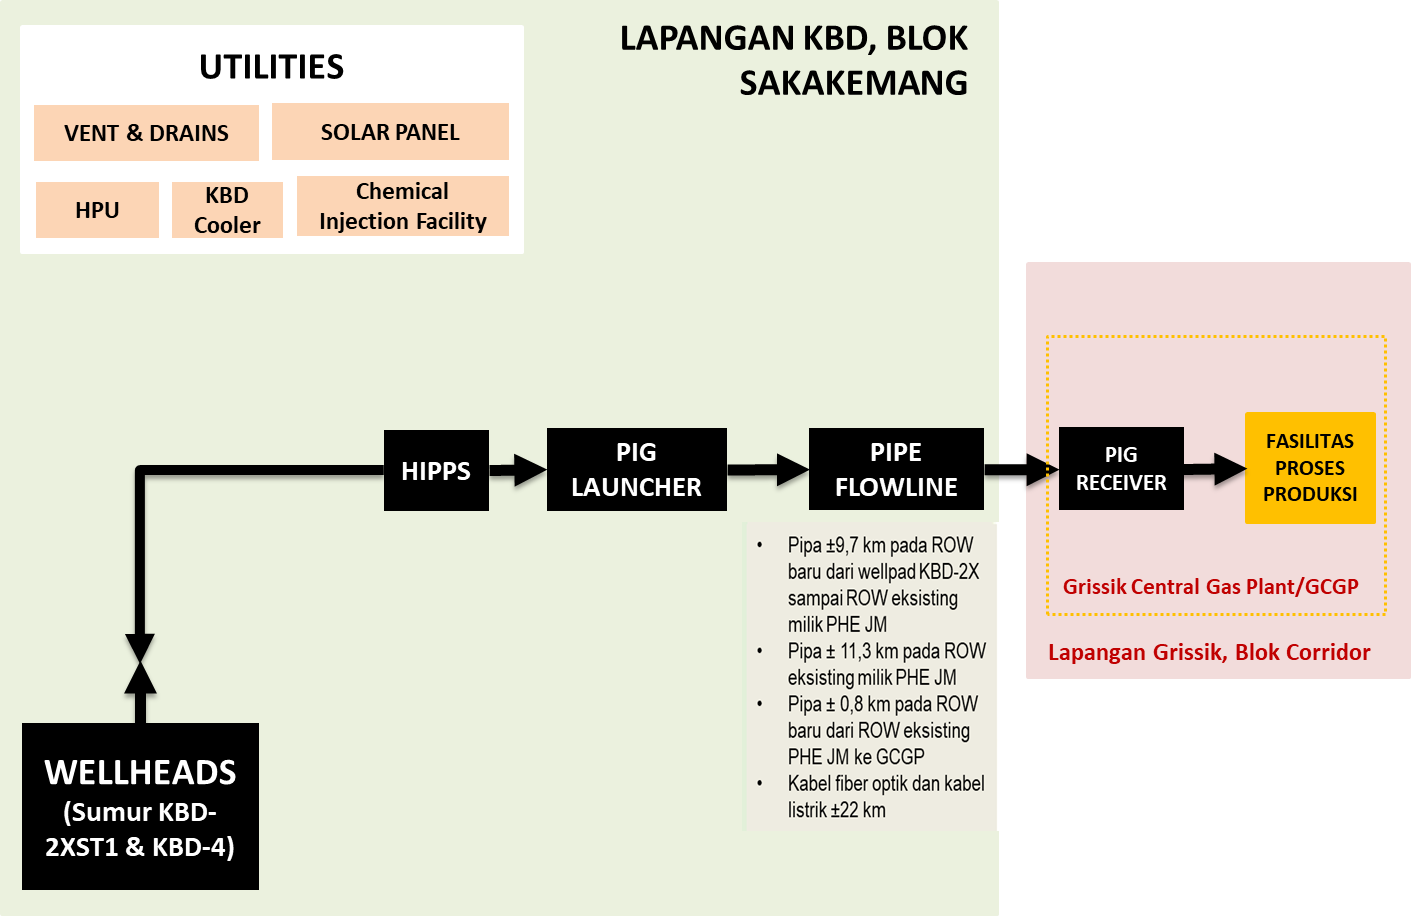 LAPANGAN KBD, BLOK
SAKAKEMANG
UTILITIES
VENT & DRAINS
SOLAR PANEL
HPU
KBD
Cooler
Chemical
Injection Facility
HIPPS
PIG
LAUNCHER
PIPE
FLOWLINE
PIG
RECEIVER
FASILITAS
PROSES
PRODUKSI
• Pipa ±9,7 km pada ROW
baru dari wellpad KBD-2X
sampai ROW eksisting
milik PHE JM
• Pipa ± 11,3 km pada ROW
eksisting milik PHE JM
• Pipa ± 0,8 km pada ROW
baru dari ROW eksisting
PHE JM ke GCGP
• Kabel fiber optik dan kabel
listrik ±22 km
Grissik Central Gas Plant/GCGP
Lapangan Grissik, Blok Corridor
WELLHEADS
(Sumur KBD-
2XST1 & KBD-4)